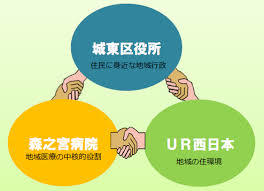 城東区役所
住民に身近な地域行政
森之宮病院
地域医療の中核的役割
UR西日本
地域の住環境